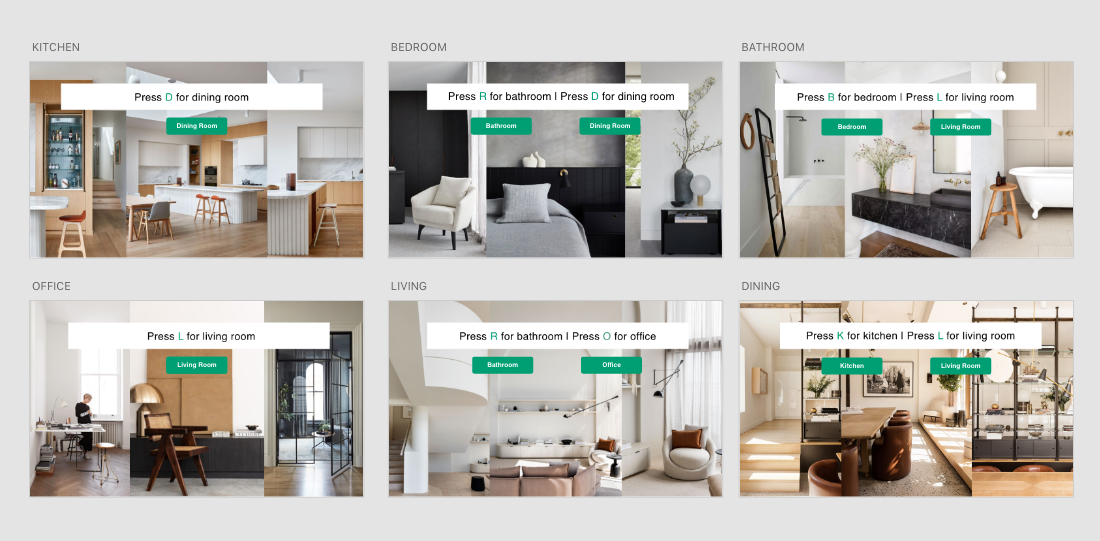 KITCHEN
Press D for dining room
Dining Room
BEDROOM
Press R for bathroom | Press D for dining room
Bathroom
Dining Room
BATHROOM
Press B for bedroom | Press L for living room
Bedroom
Living Room
OFFICE
Press L for living room
Living Room
LIVING
Press R for bathroom | Press O for office
Bathroom
Office
DINING
Press K for kitchen | Press L for living room
Kitchen
Living Room